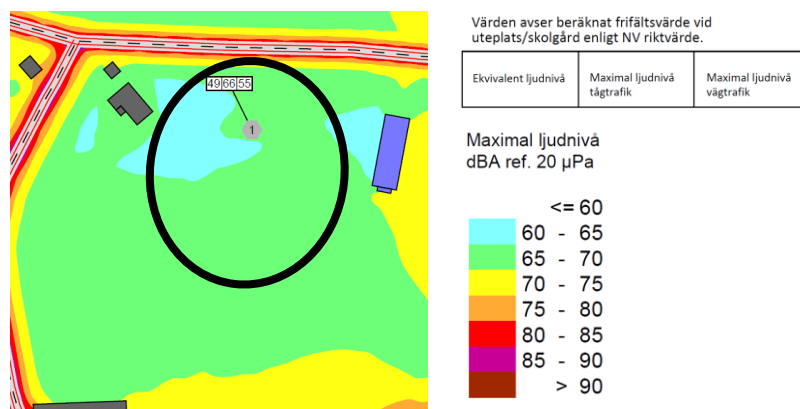 49 66 55
1
Värden avser beräknat frifältsvärde vid
uteplats/skolgård enligt NV riktvärde.
Ekvivalent ljudnivå
Maximal ljudnivå
tågtrafik
Maximal ljudnivå
vägtrafik
Maximal ljudnivå
dBA ref. 20 µPa
<= 60
60 - 65
65 - 70
70 - 75
75 - 80
80 - 85
85 - 90
> 90